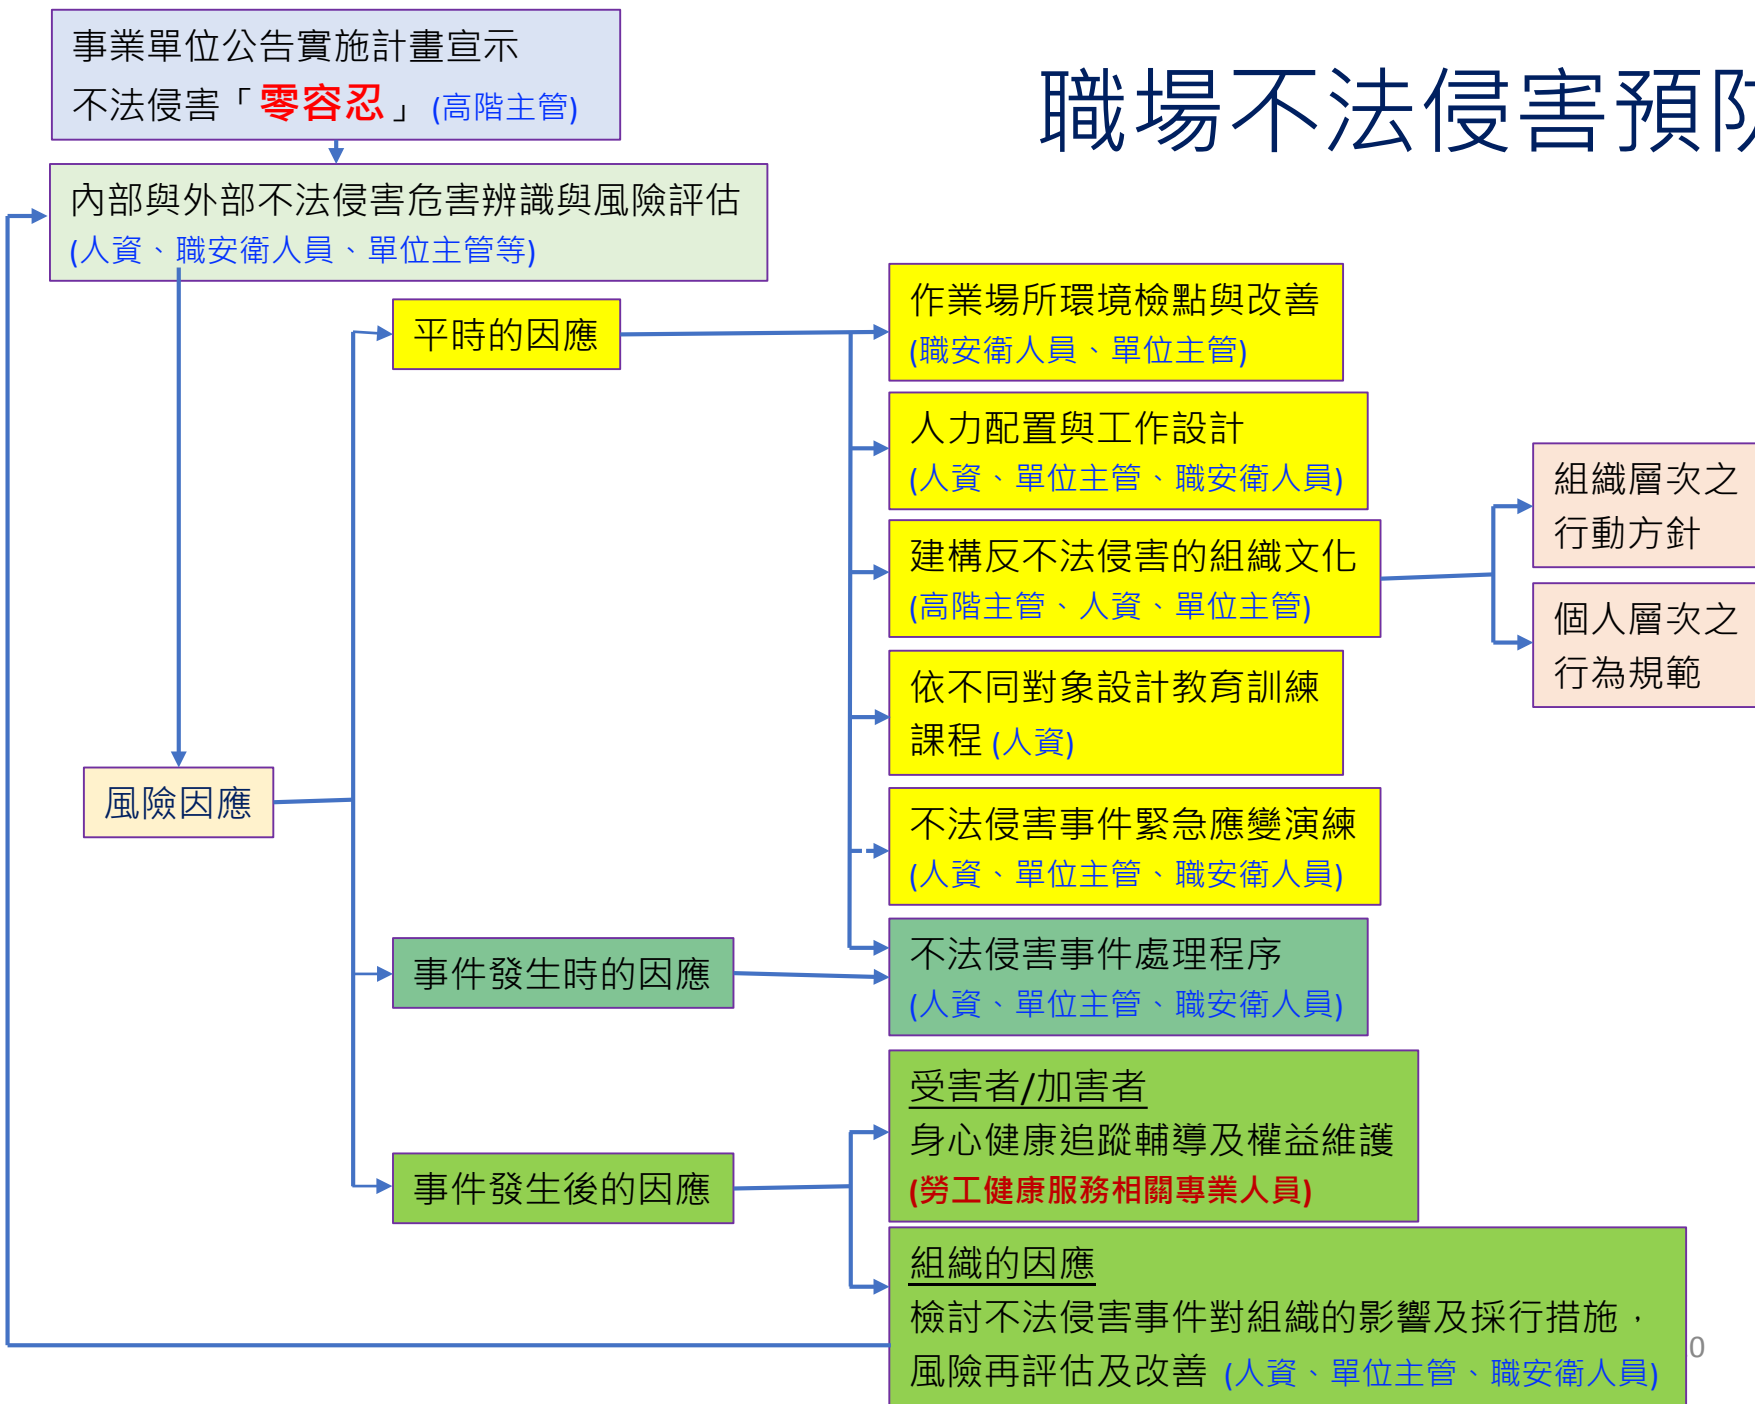 事業單位公告實施計畫宣示
不法侵害「零容忍」(高階主管)
職場不法侵害預防
內部與外部不法侵害危害辨識與風險評估
(人資、職安衛人員、單位主管等)
平時的因應
作業場所環境檢點與改善
(職安衛人員、單位主管)
人力配置與工作設計
(人資、單位主管、職安衛人員)
建構反不法侵害的組織文化
(高階主管、人資、單位主管)
組織層次之
行動方針
個人層次之
行為規範
依不同對象設計教育訓練
課程 (人資)
風險因應
不法侵害事件緊急應變演練
(人資、單位主管、職安衛人員)
事件發生時的因應
不法侵害事件處理程序
(人資、單位主管、職安衛人員)
事件發生後的因應
受害者/加害者
身心健康追蹤輔導及權益維護
(勞工健康服務相關專業人員)
組織的因應
檢討不法侵害事件對組織的影響及採行措施，
風險再評估及改善 (人資、單位主管、職安衛人員)
0